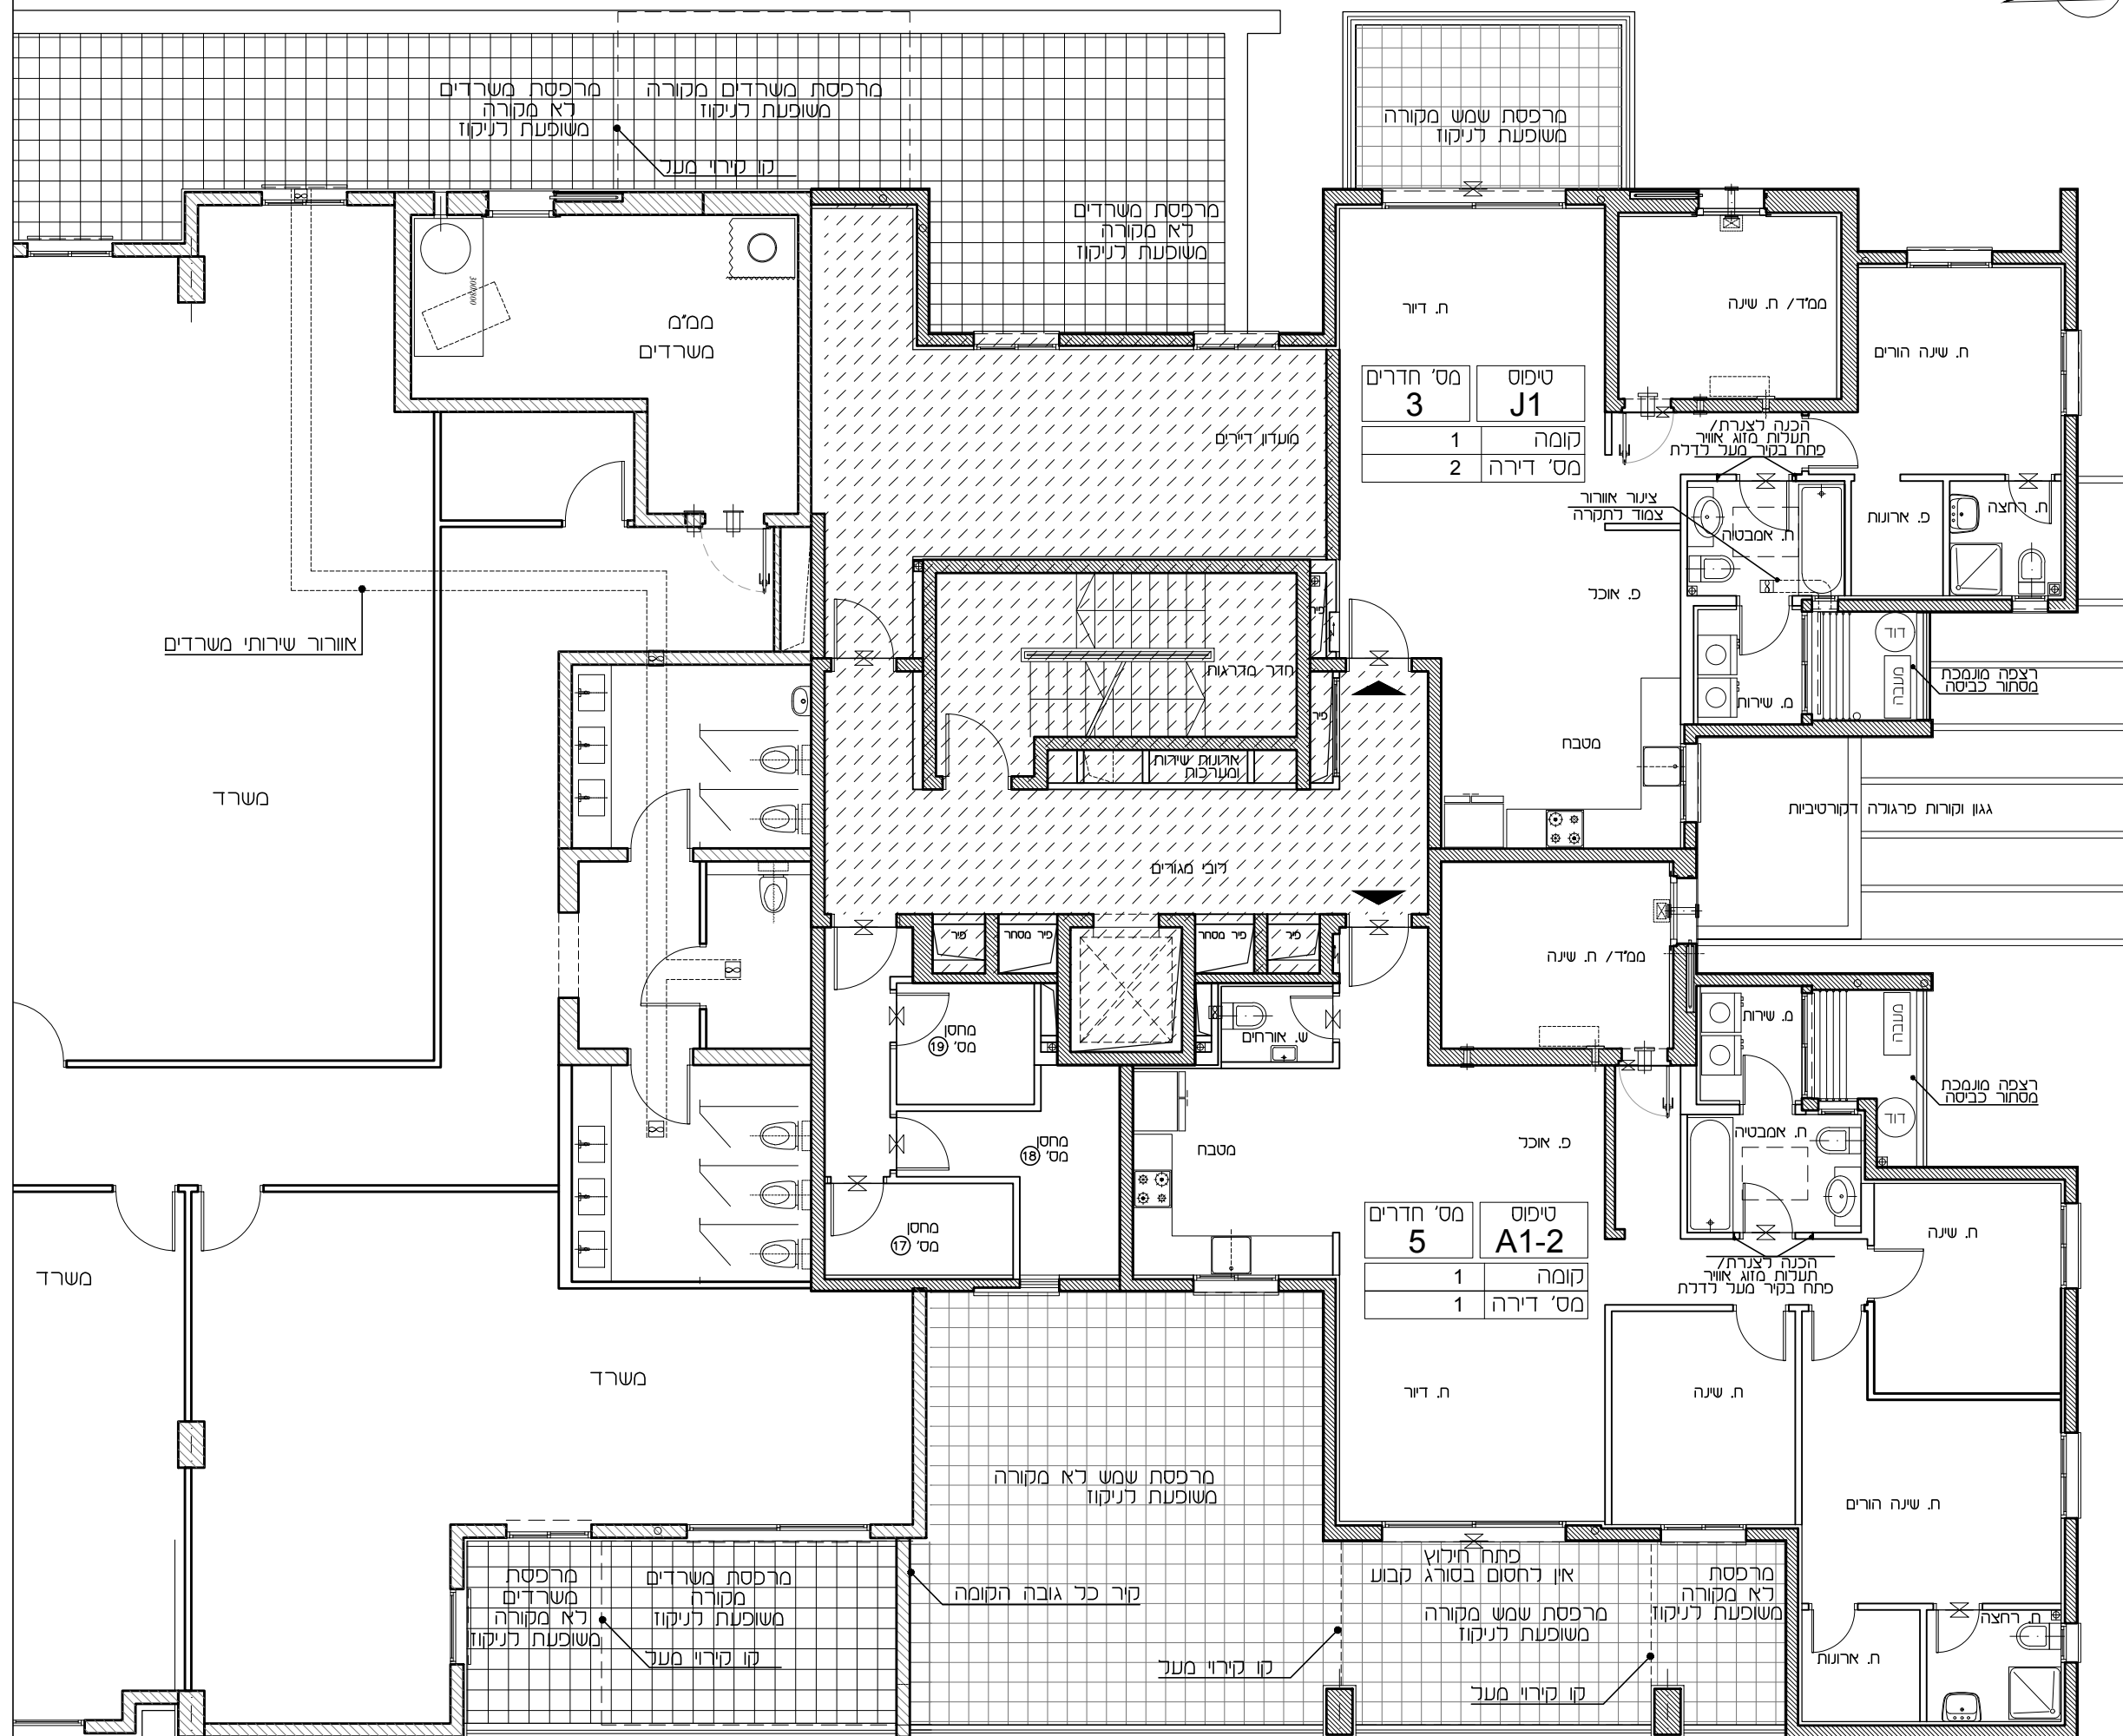 מרפסת משרדים
לא מקורה
משופעת לניקוז
מרפסת משרדים מקורה
משופעת לניקוז
קו קירוי מעל
מרפסת משרדים
לא מקורה
משופעת לניקוז
מרפסת שמש מקורה
משופעת לניקוז
ממ"מ
משרדים
ח. דיור
ממ"ד/ ח. שינה
ח. שינה הורים
טיפוס
J1
מס' חדרים
3
קומה 1
מס' דירה 2
מועדון דיירים
הכנה לצנרת/
תעלות מזוג אוויר
פתח בקיר מעל לדלת
צינור אוורור
צמוד לתקרה
ח. אמבטיה
פ. ארונות
ח. רחצה
פ. אוכל
אוורור שירותי משרדים
פיר
חדר מדרגות
דוד
מעבה
רצפה מונמכת
מסתור כביסה
מ. שירות
פיר
מטבח
ארונות שירות
ומערכות
משרד
גגון וקורות פרגולה דקורטיביות
לובי מגורים
פיר
פיר מסחר
פיר מסחר
פיר
ממ"ד/ ח. שינה
מחסן
מס' 19
ש. אורחים
מ. שירות
מעבה
רצפה מונמכת
מסתור כביסה
דוד
מחסן
מס' 18
מטבח
פ. אוכל
ח. אמבטיה
מחסן
מס' 17
טיפוס
A1-2
מס' חדרים
5
קומה 1
מס' דירה 1
ח. שינה
הכנה לצנרת/
תעלות מזוג אוויר
פתח בקיר מעל לדלת
משרד
משרד
ח. דיור
ח. שינה
מרפסת שמש לא מקורה
משופעת לניקוז
ח. שינה הורים
פתח חילוץ
אין לחסום בסורג קבוע
מרפסת
לא מקורה
משופעת לניקוז
מרפסת שמש מקורה
משופעת לניקוז
קיר כל גובה הקומה
מרפסת משרדים
מקורה
משופעת לניקוז
מרפסת
משרדים
לא מקורה
משופעת לניקוז
קו קירוי מעל
קו קירוי מעל
קו קירוי מעל
ח. רחצה
ח. ארונות